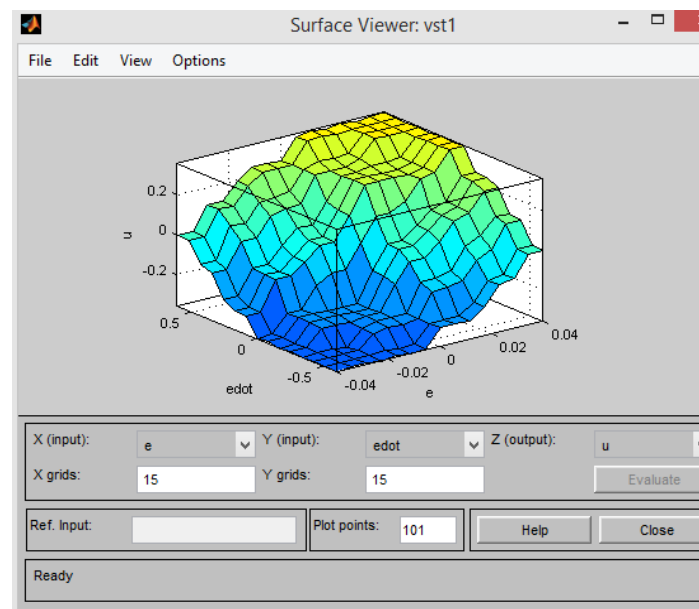 Surface Viewer: vst1
File Edit View Options
0.2
0
-0.2
u
0.5
0
-0.5
edot
-0.04
-0.02
0
0.02
0.04
e
X (input): e Y (input): edot Z (output): u
X grids: 15 Y grids: 15 Evaluate
Ref. Input: Plot points: 101 Help Close
Ready